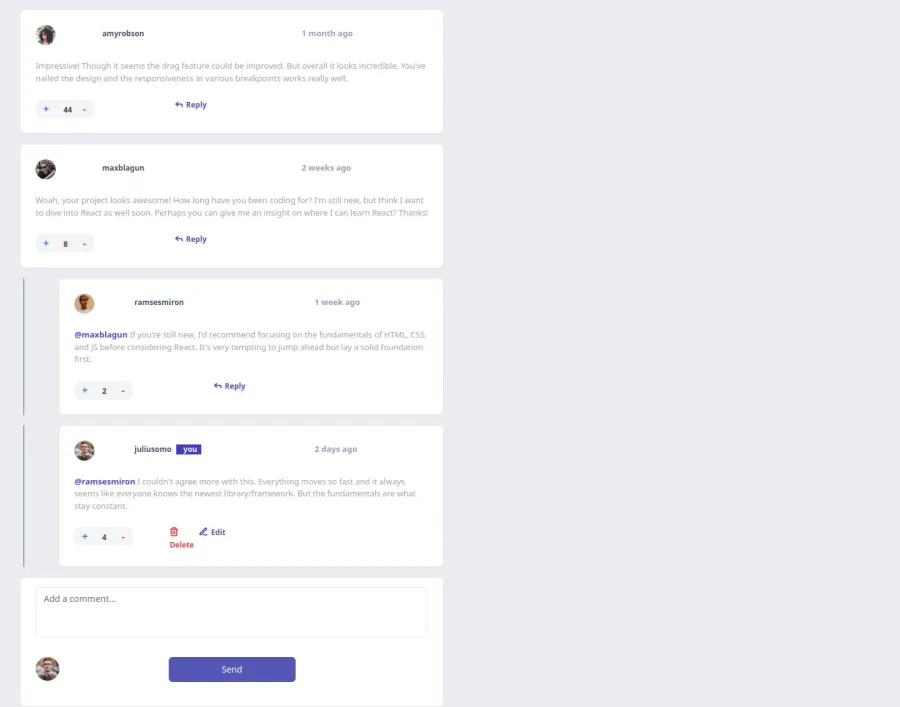 amyrobson 1 month ago
Impressive! Though it seems the drag feature could be improved. But overall it looks incredible. You've
nailed the design and the responsiveness at various breakpoints works really well.
+ 44 - Reply
maxblagun 2 weeks ago
Woah, your project looks awesome! How long have you been coding for? I'm still new, but think I want
to dive into React as well soon. Perhaps you can give me an insight on where I can learn React? Thanks!
+ 8 - Reply
ramsesmiron 1 week ago
@maxblagun If you're still new, I'd recommend focusing on the fundamentals of HTML, CSS,
and JS before considering React. It's very tempting to jump ahead but lay a solid foundation
first.
+ 2 - Reply
juliusomo you 2 days ago
@ramsesmiron I couldn't agree more with this. Everything moves so fast and it always
seems like everyone knows the newest library/framework. But the fundamentals are what
stay constant.
+ 4 - Edit
Delete
Add a comment...
Send